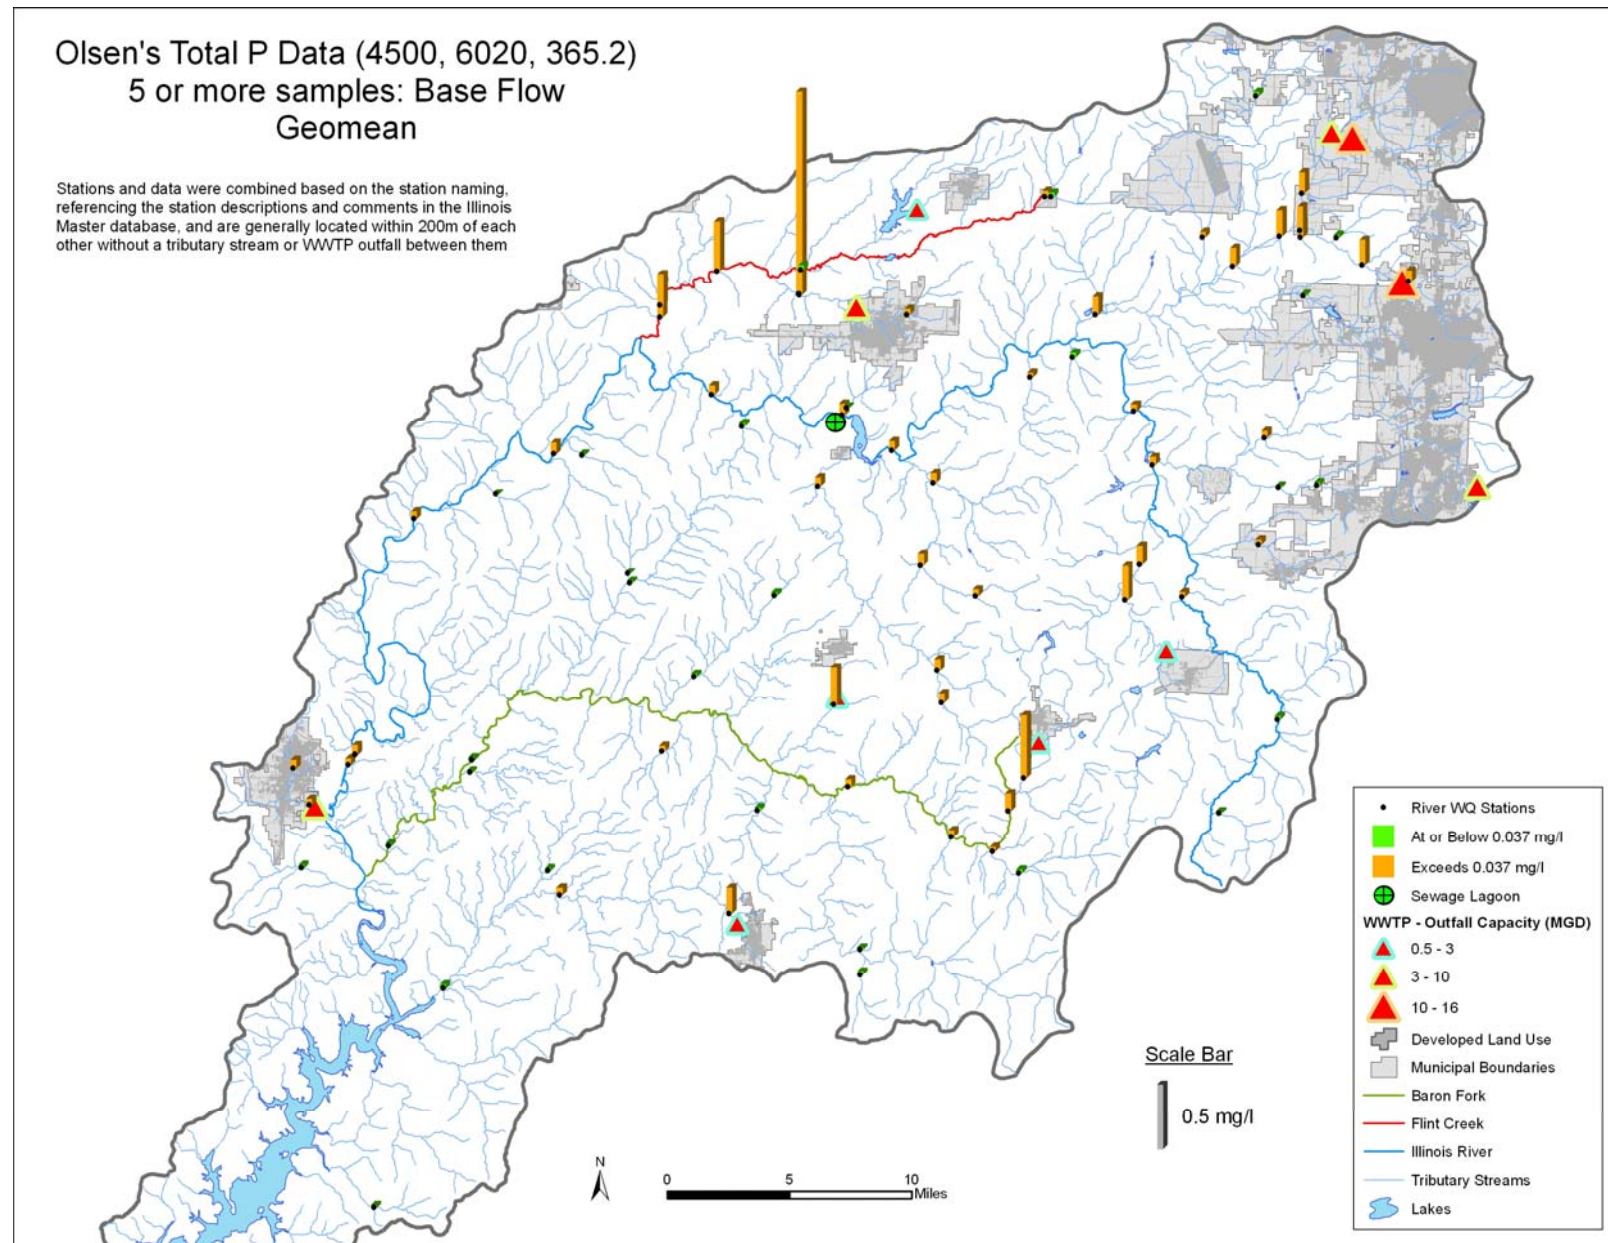 Olsen's Total P Data (4500, 6020, 365.2)
5 or more samples: Base Flow
Geomean
Stations and data were combined based on the station naming,
referencing the station descriptions and comments in the Illinois
Master database, and are generally located within 200m of each
other without a tributary stream or WWTP outfall between them
River WQ Stations
At or Below 0.037 mg/l
Exceeds 0.037 mg/l
Sewage Lagoon
WWTP - Outfall Capacity (MGD)
0.5 - 3
3 - 10
10 - 16
Developed Land Use
Municipal Boundaries
Baron Fork
Flint Creek
Illinois River
Tributary Streams
Lakes
Scale Bar
0.5 mg/l
N
0 5 10
Miles